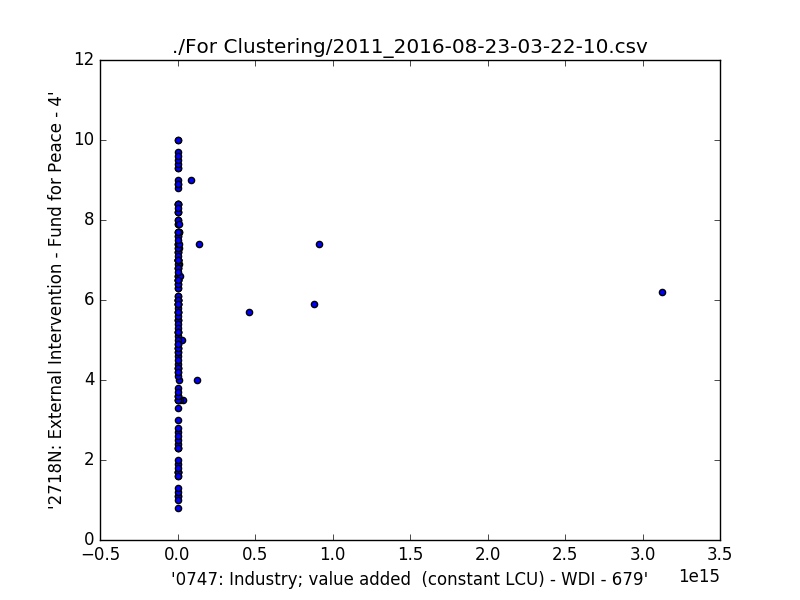 ./For Clustering/2011_2016-08-23-03-22-10.csv
12
10
8
6
4
2
0
'2718N: External Intervention - Fund for Peace - 4'
−0.5 0.0 0.5 1.0 1.5 2.0 2.5 3.0 3.5
1e15
'0747: Industry; value added  (constant LCU) - WDI - 679'